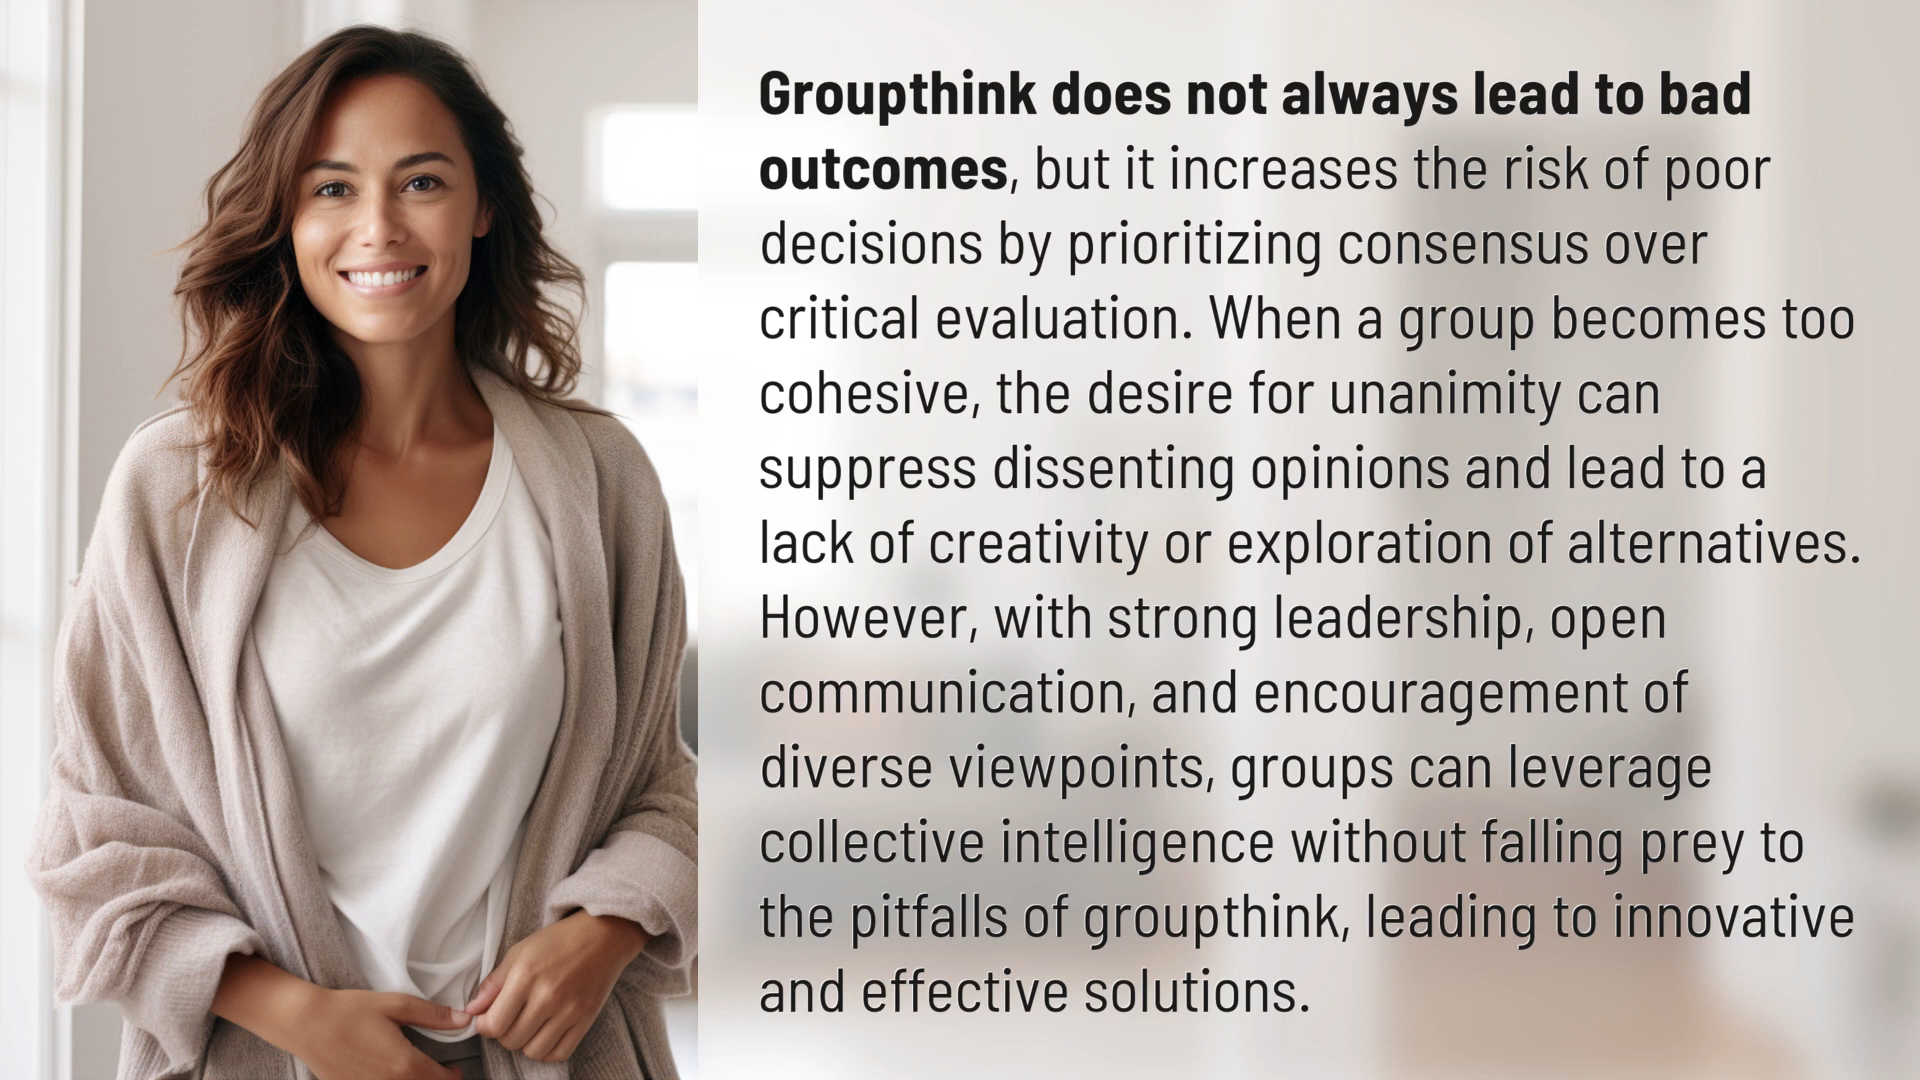 Groupthink does not always lead to bad
outcomes, but it increases the risk of poor
decisions by prioritizing consensus over
critical evaluation. When a group becomes too
cohesive, the desire for unanimity can
suppress dissenting opinions and lead to a
lack of creativity or exploration of alternatives.
However, with strong leadership, open
communication, and encouragement of
diverse viewpoints, groups can leverage
collective intelligence without falling prey to
the pitfalls of groupthink, leading to innovative
and effective solutions.